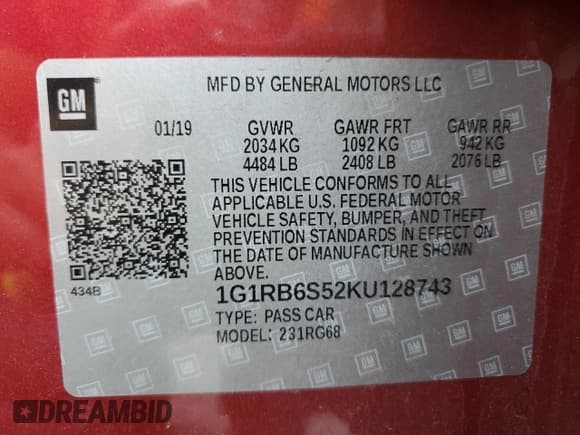 GM
MFD BY GENERAL MOTORS LLC
01/19 GVWR GAWR FRT GAWR RR
2034 KG 1092 KG 942 KG
4484 LB 2408 LB 2076 LB
THIS VEHICLE CONFORMS TO ALL
APPLICABLE U.S. FEDERAL MOTOR
VEHICLE SAFETY, BUMPER, AND THEFT
PREVENTION STANDARDS IN EFFECT ON
THE DATE OF MANUFACTURE SHOWN
ABOVE.
434B
1G1RB6S52KU128743
TYPE: PASS CAR
MODEL: 231RG68
DREAMBID